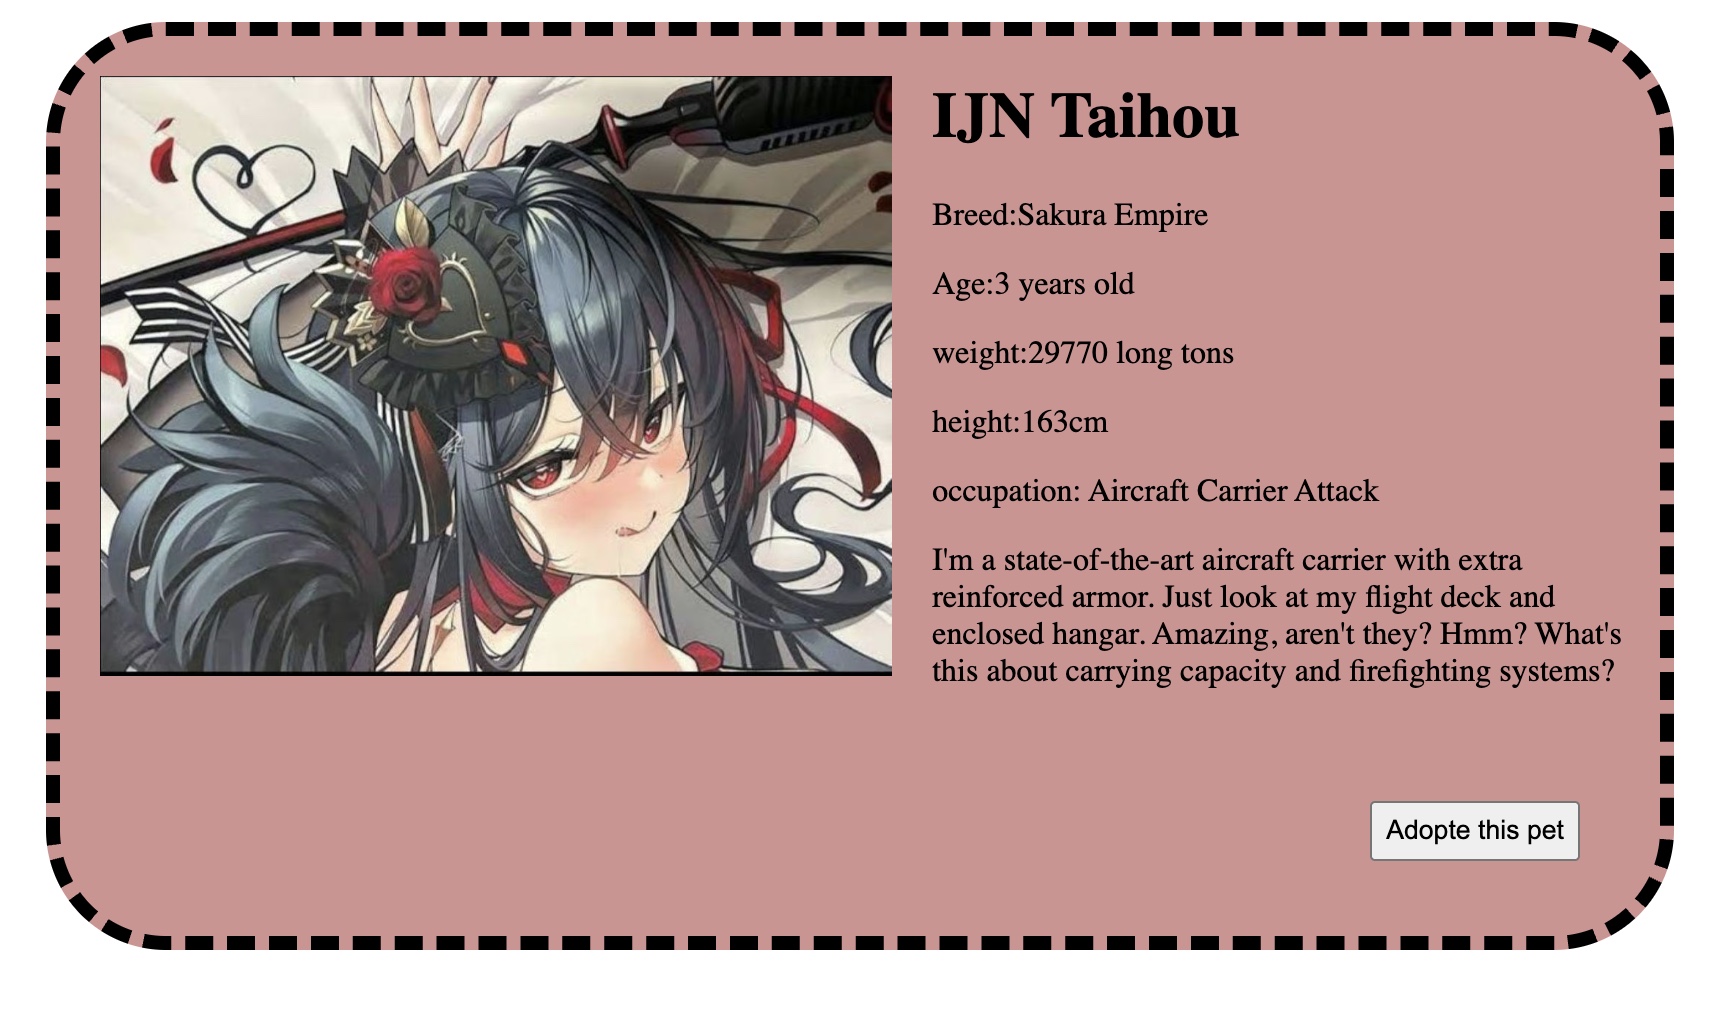 IJN Taihou
Breed:Sakura Empire
Age:3 years old
weight:29770 long tons
height:163cm
occupation: Aircraft Carrier Attack
I'm a state-of-the-art aircraft carrier with extra
reinforced armor. Just look at my flight deck and
enclosed hangar. Amazing, aren't they? Hmm? What's
this about carrying capacity and firefighting systems?
Adopte this pet